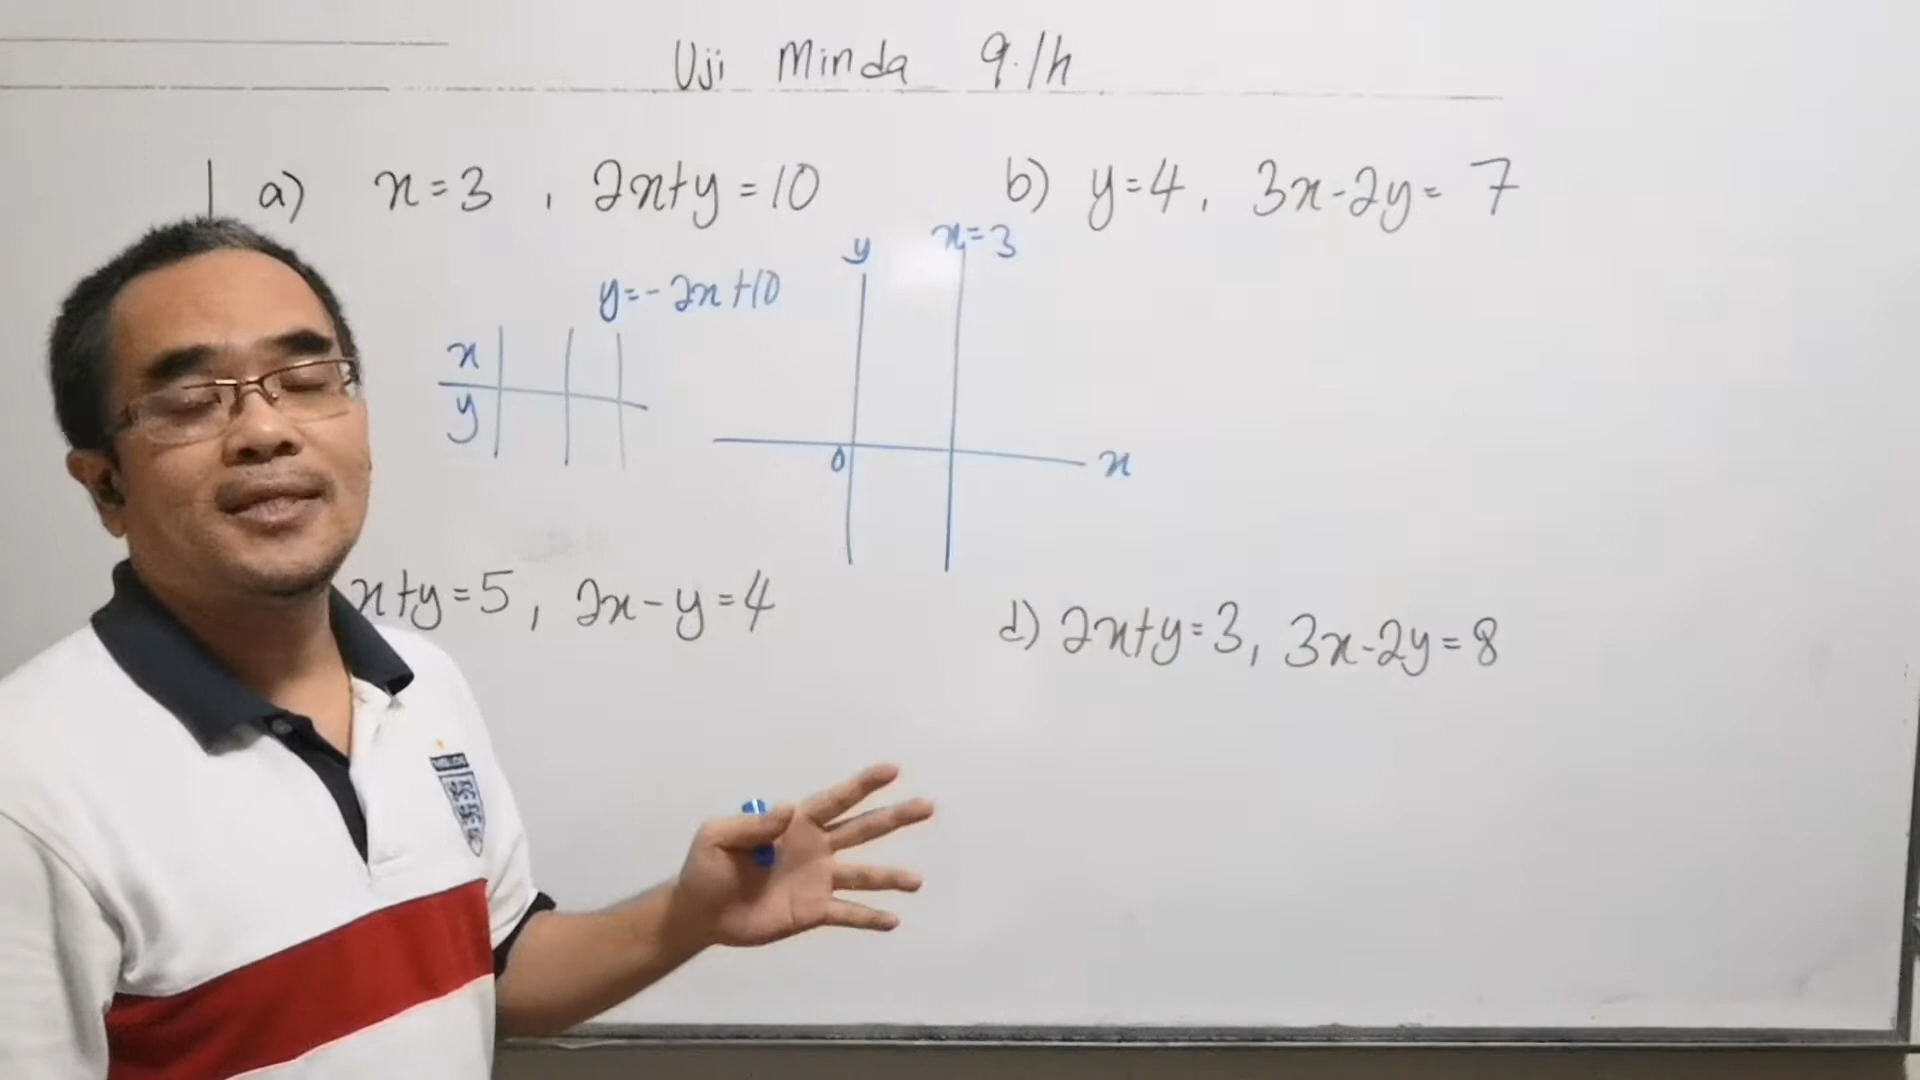 Uji Minda 9.1h
1 a) x=3 , 2x+y=10
b) y=4, 3x-2y=7
y=-2x+10
x
y
y
x=3
0
x
x+y=5, 2x-y=4
d) 2x+y=3, 3x-2y=8